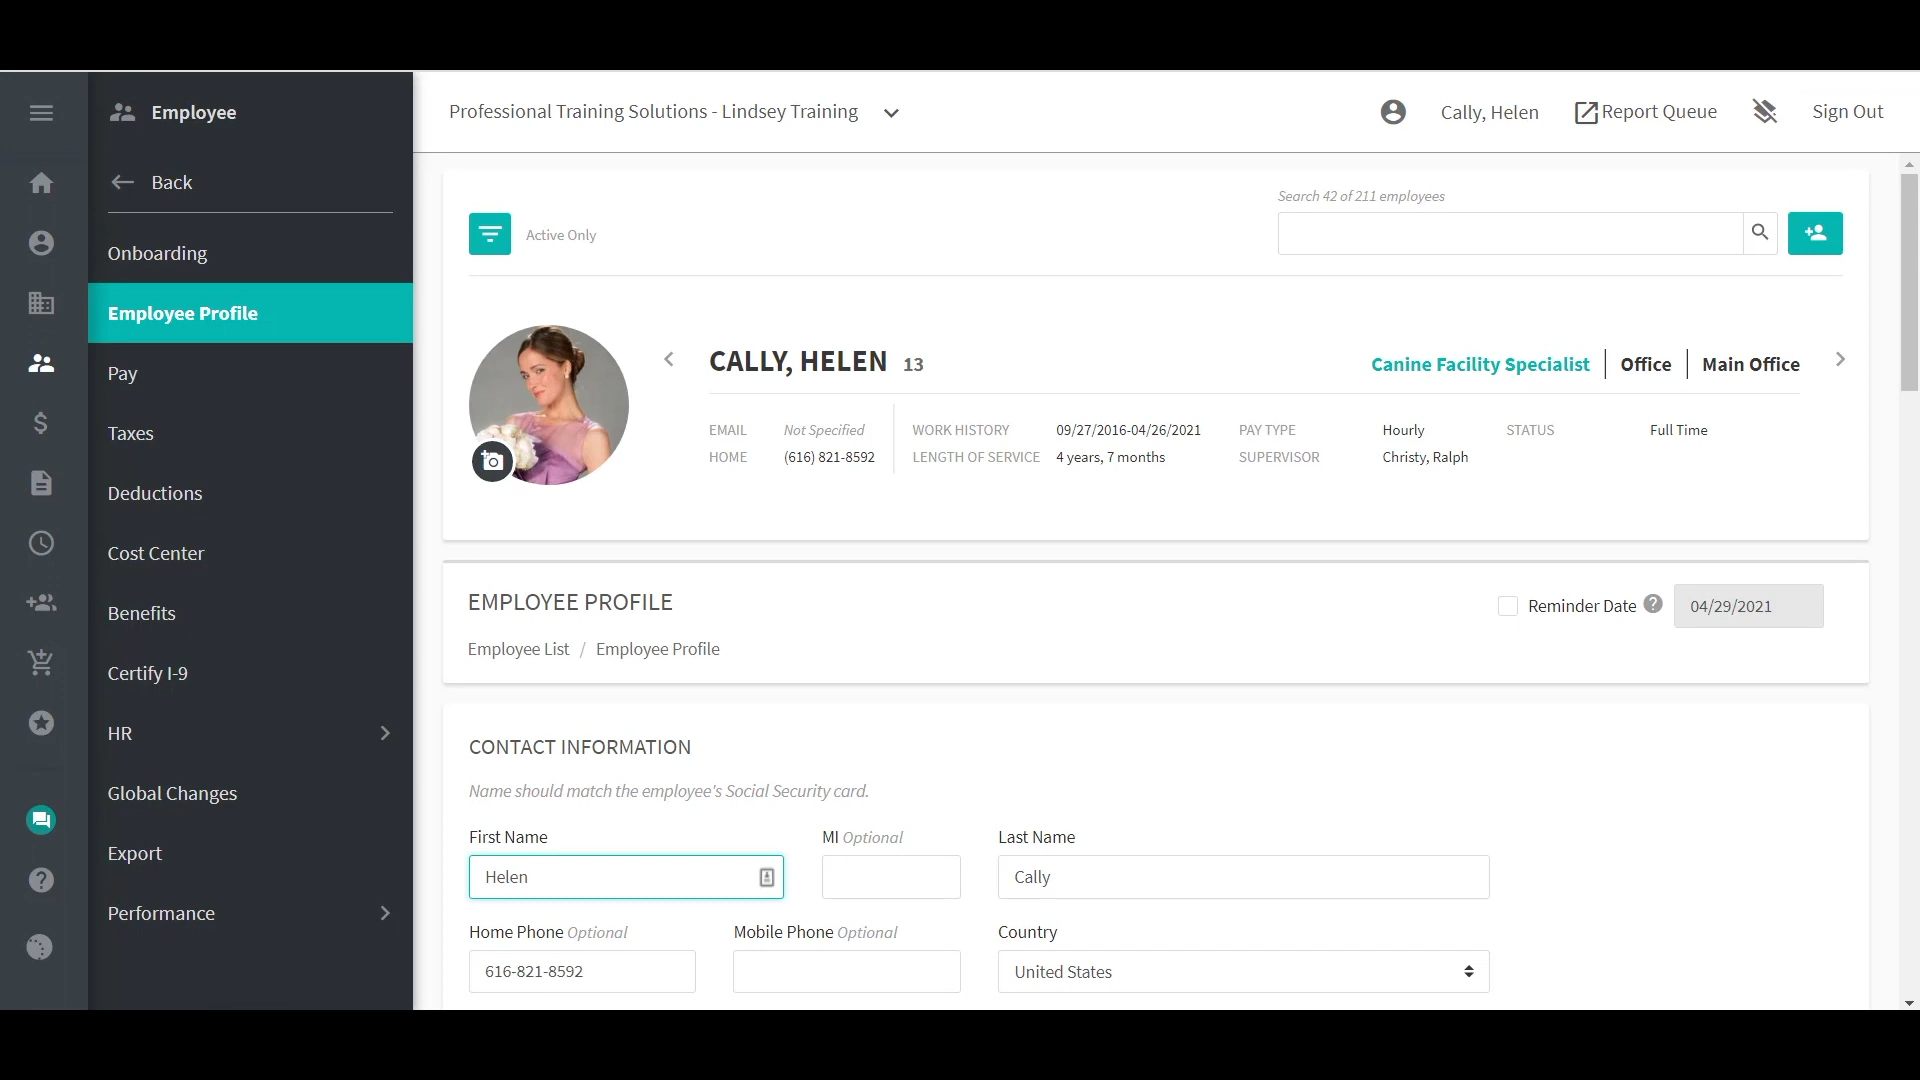 Employee
Professional Training Solutions - Lindsey Training
Cally, Helen
Report Queue
Sign Out
Back
Onboarding
Employee Profile
Pay
Taxes
Deductions
Cost Center
Benefits
Certify I-9
HR
Global Changes
Export
Performance
Search 42 of 211 employees
Active Only
CALLY, HELEN 13
Canine Facility Specialist | Office | Main Office
EMAIL Not Specified WORK HISTORY 09/27/2016-04/26/2021 PAY TYPE Hourly STATUS Full Time
HOME (616) 821-8592 LENGTH OF SERVICE 4 years, 7 months SUPERVISOR Christy, Ralph
EMPLOYEE PROFILE
Reminder Date ? 04/29/2021
Employee List / Employee Profile
CONTACT INFORMATION
Name should match the employee's Social Security card.
First Name MI Optional Last Name
Helen Cally
Home Phone Optional Mobile Phone Optional Country
616-821-8592 United States